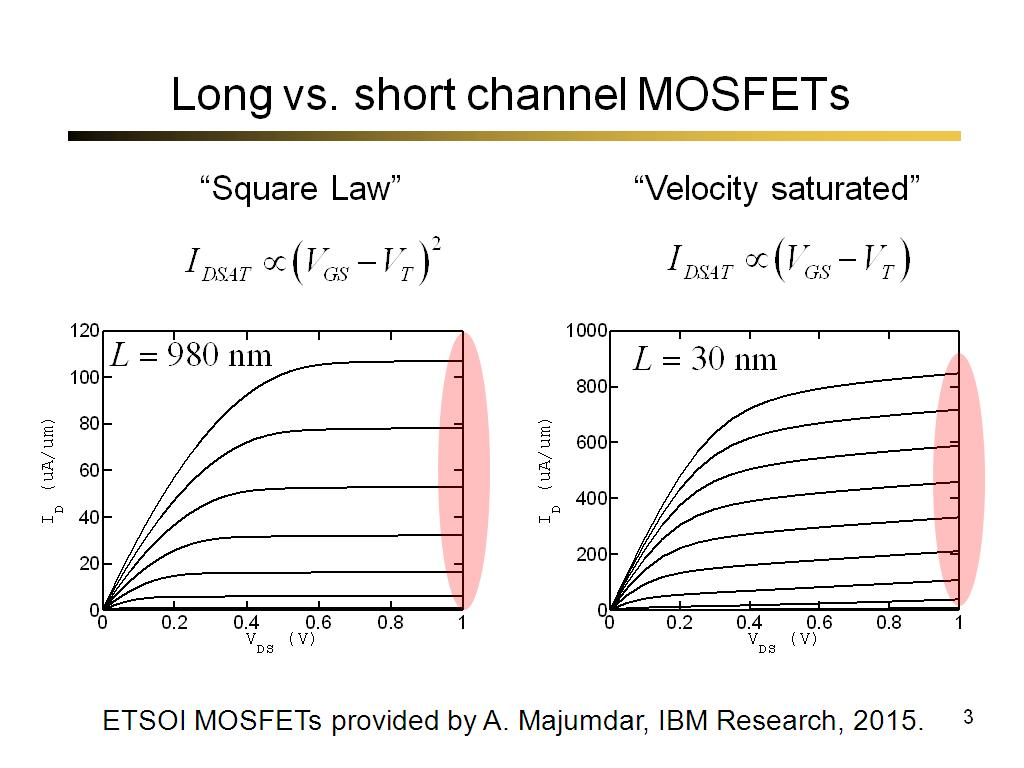 Long vs. short channel MOSFETs
“Square Law”
I_DSAT ∝ (V_GS − V_T)²
120
100
80
60
40
20
0
I_D (uA/um)
L = 980 nm
0 0.2 0.4 0.6 0.8 1
V_DS (V)
“Velocity saturated”
I_DSAT ∝ (V_GS − V_T)
1000
800
600
400
200
0
I_D (uA/um)
L = 30 nm
0 0.2 0.4 0.6 0.8 1
V_DS (V)
ETSOI MOSFETs provided by A. Majumdar, IBM Research, 2015.
3